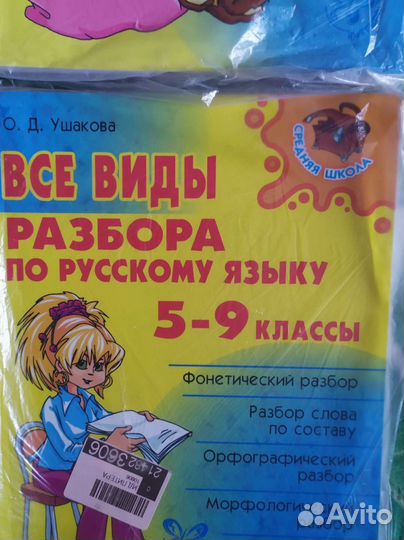 О. Д. Ушакова
СРЕДНЯЯ ШКОЛА
ВСЕ ВИДЫ
РАЗБОРА
ПО РУССКОМУ ЯЗЫКУ
5-9 КЛАССЫ
Фонетический разбор
Разбор слова
по составу
Орфографический
разбор
Avito